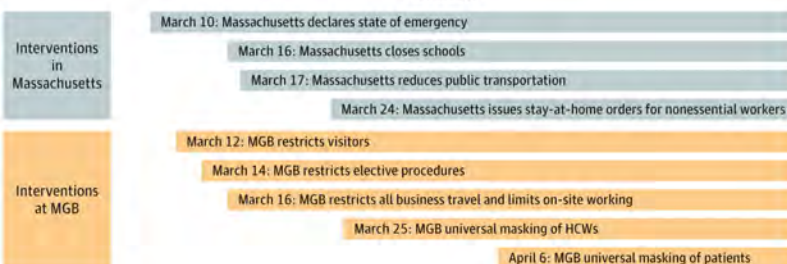 Interventions
in
Massachusetts
March 10: Massachusetts declares state of emergency
March 16: Massachusetts closes schools
March 17: Massachusetts reduces public transportation
March 24: Massachusetts issues stay-at-home orders for nonessential workers
Interventions
at MGB
March 12: MGB restricts visitors
March 14: MGB restricts elective procedures
March 16: MGB restricts all business travel and limits on-site working
March 25: MGB universal masking of HCWs
April 6: MGB universal masking of patients